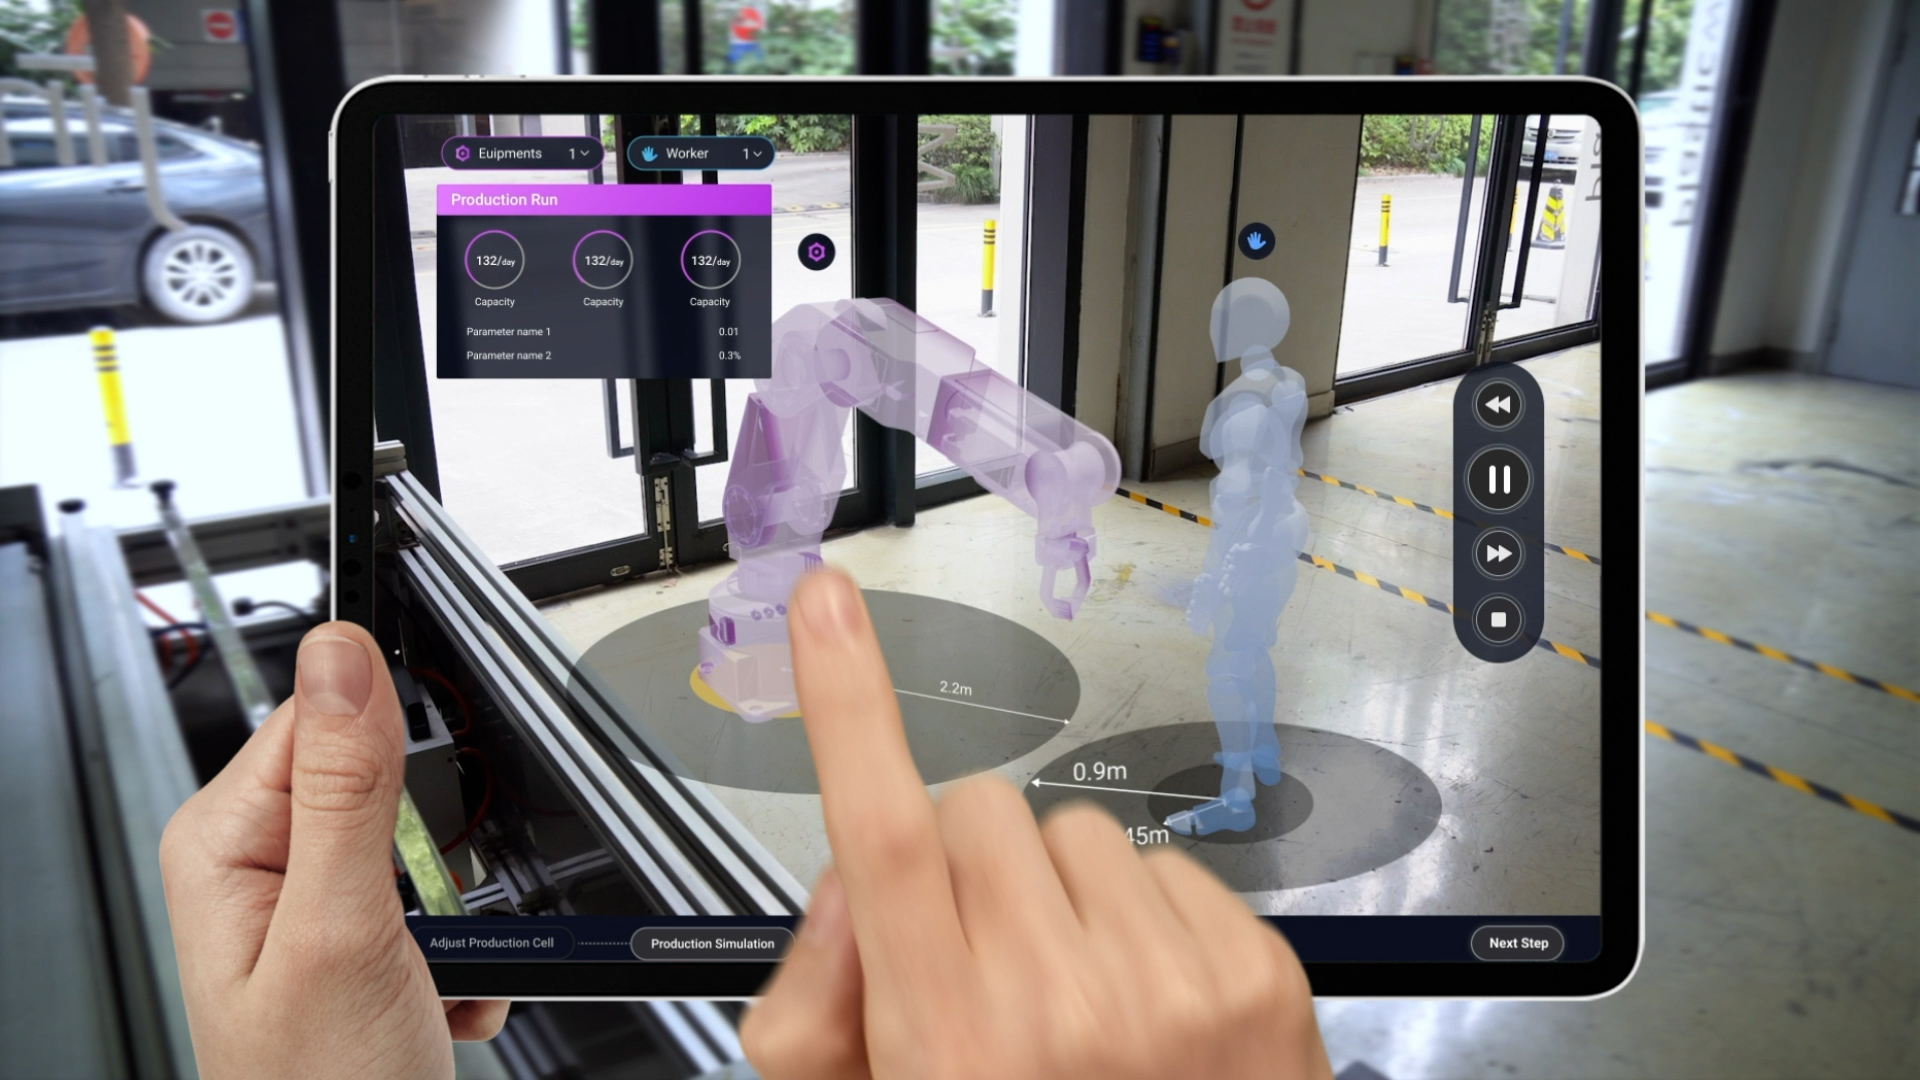 Euipments 1
Worker 1
Production Run
132/day
132/day
132/day
Capacity
Capacity
Capacity
Parameter name 1 0.01
Parameter name 2 0.3%
2.2m
0.9m
45m
Adjust Production Cell
Production Simulation
Next Step